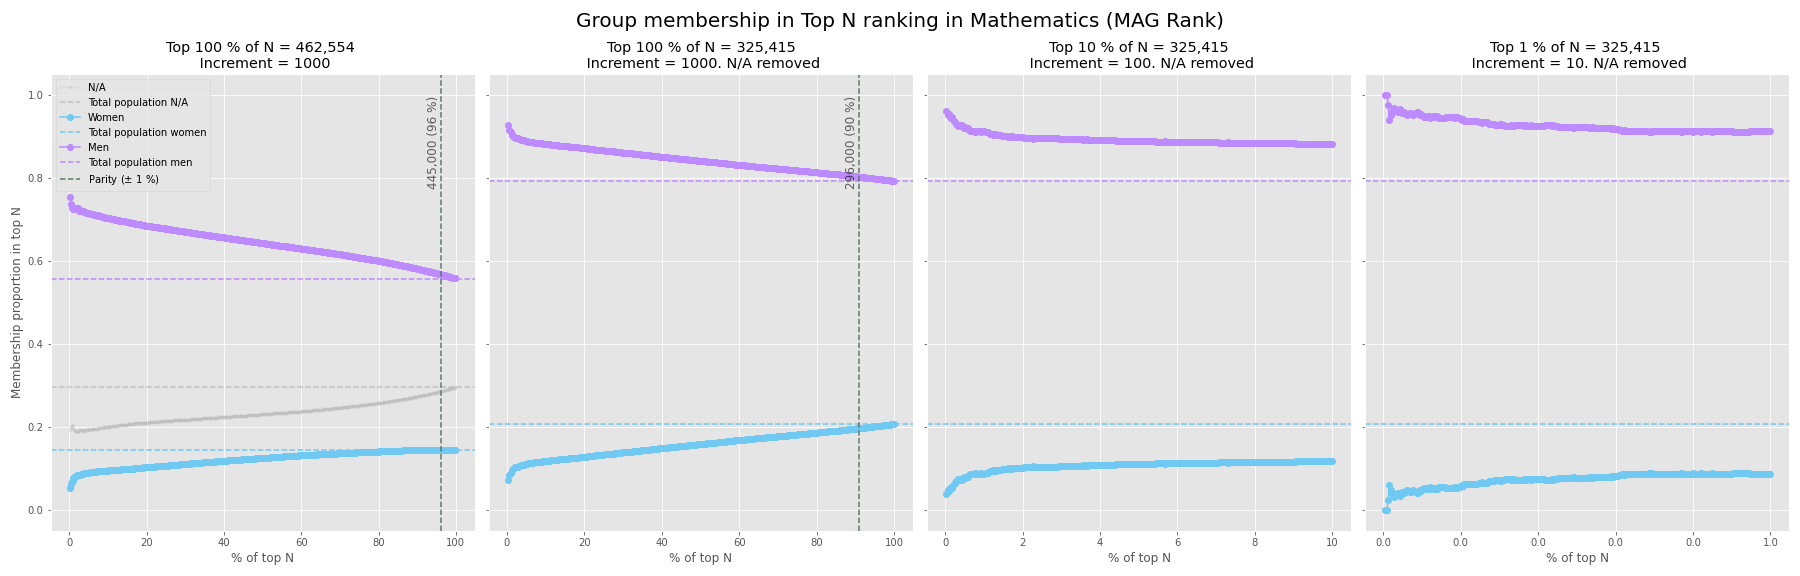 Group membership in Top N ranking in Mathematics (MAG Rank)
Top 100 % of N = 462,554
Increment = 1000
N/A
Total population N/A
Women
Total population women
Men
Total population men
Parity (± 1 %)
445,000 (96 %)
Membership proportion in top N
1.0
0.8
0.6
0.4
0.2
0.0
0 20 40 60 80 100
% of top N
Top 100 % of N = 325,415
Increment = 1000. N/A removed
296,000 (90 %)
0 20 40 60 80 100
% of top N
Top 10 % of N = 325,415
Increment = 100. N/A removed
0 2 4 6 8 10
% of top N
Top 1 % of N = 325,415
Increment = 10. N/A removed
0.0 0.0 0.0 0.0 0.0 1.0
% of top N